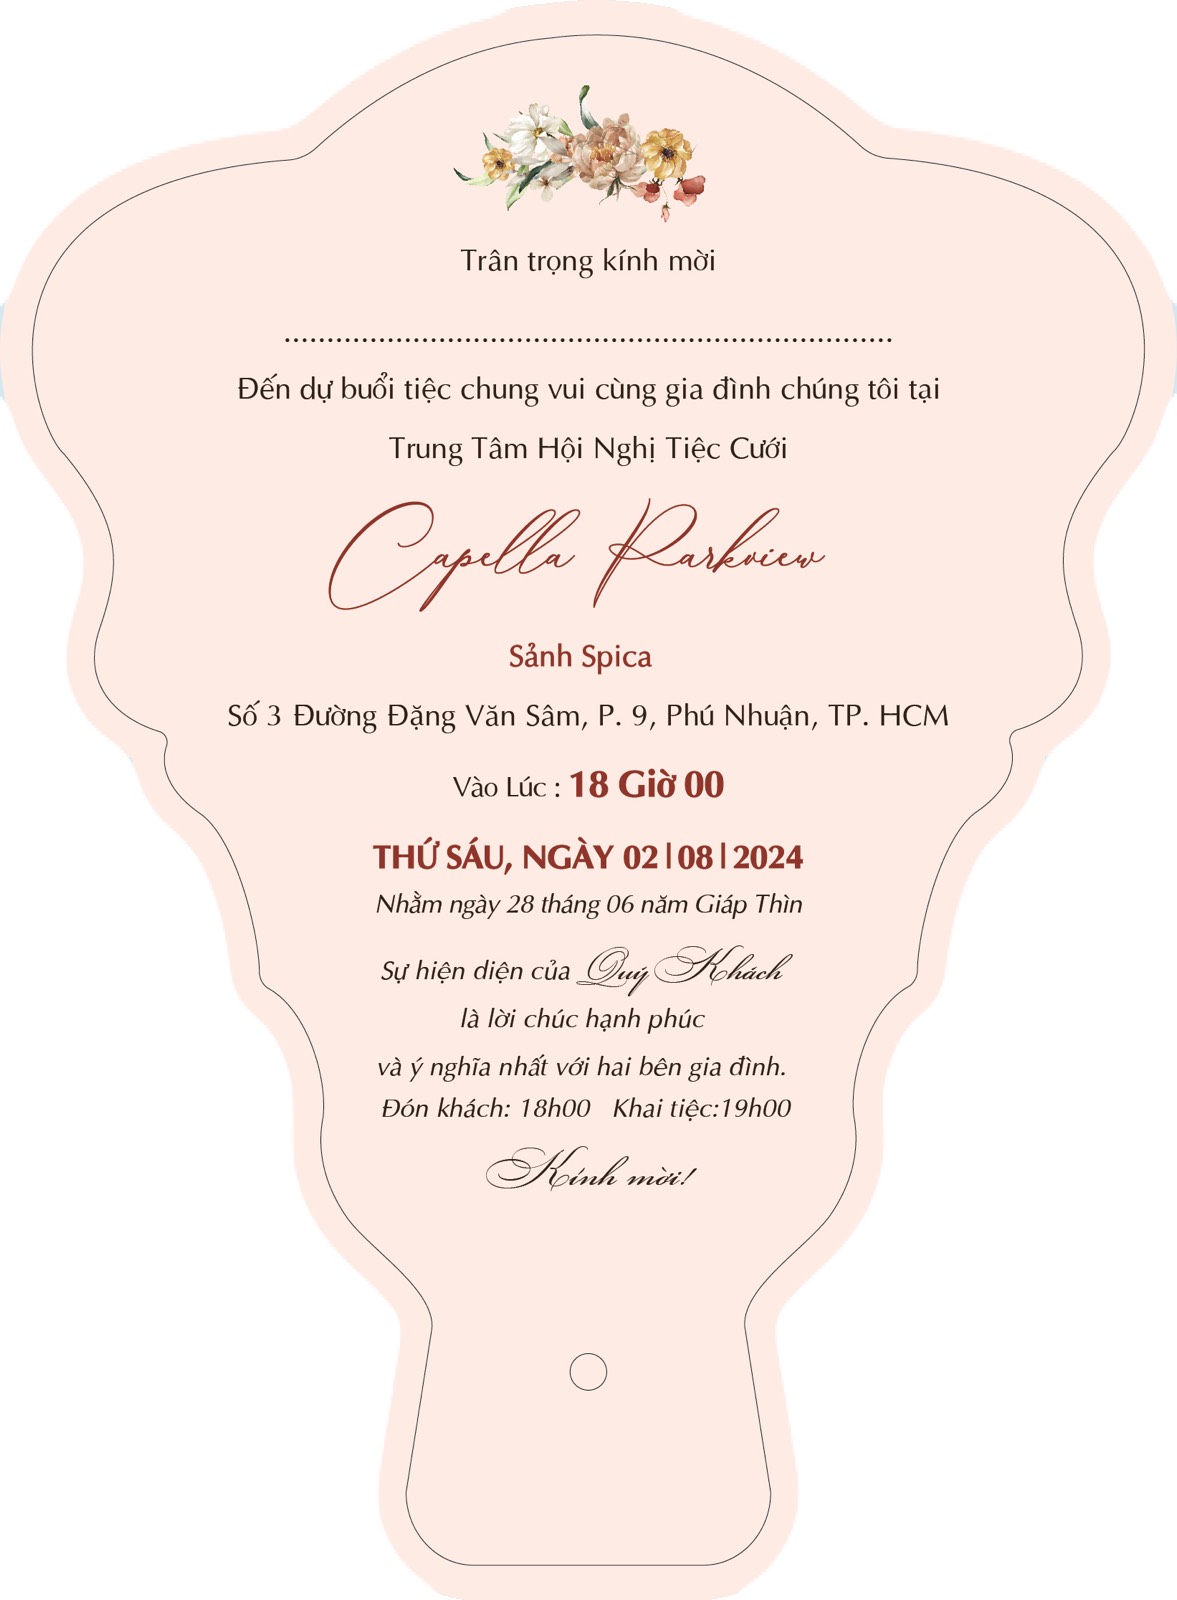 Trân trọng kính mời
......................................................................
Đến dự buổi tiệc chung vui cùng gia đình chúng tôi tại
Trung Tâm Hội Nghị Tiệc Cưới
Capella Parkview
Sảnh Spica
Số 3 Đường Đặng Văn Sâm, P. 9, Phú Nhuận, TP. HCM
Vào Lúc : 18 Giờ 00
THỨ SÁU, NGÀY 02|08|2024
Nhằm ngày 28 tháng 06 năm Giáp Thìn
Sự hiện diện của Quý Khách
là lời chúc hạnh phúc
và ý nghĩa nhất với hai bên gia đình.
Đón khách: 18h00 Khai tiệc:19h00
Kính mời!